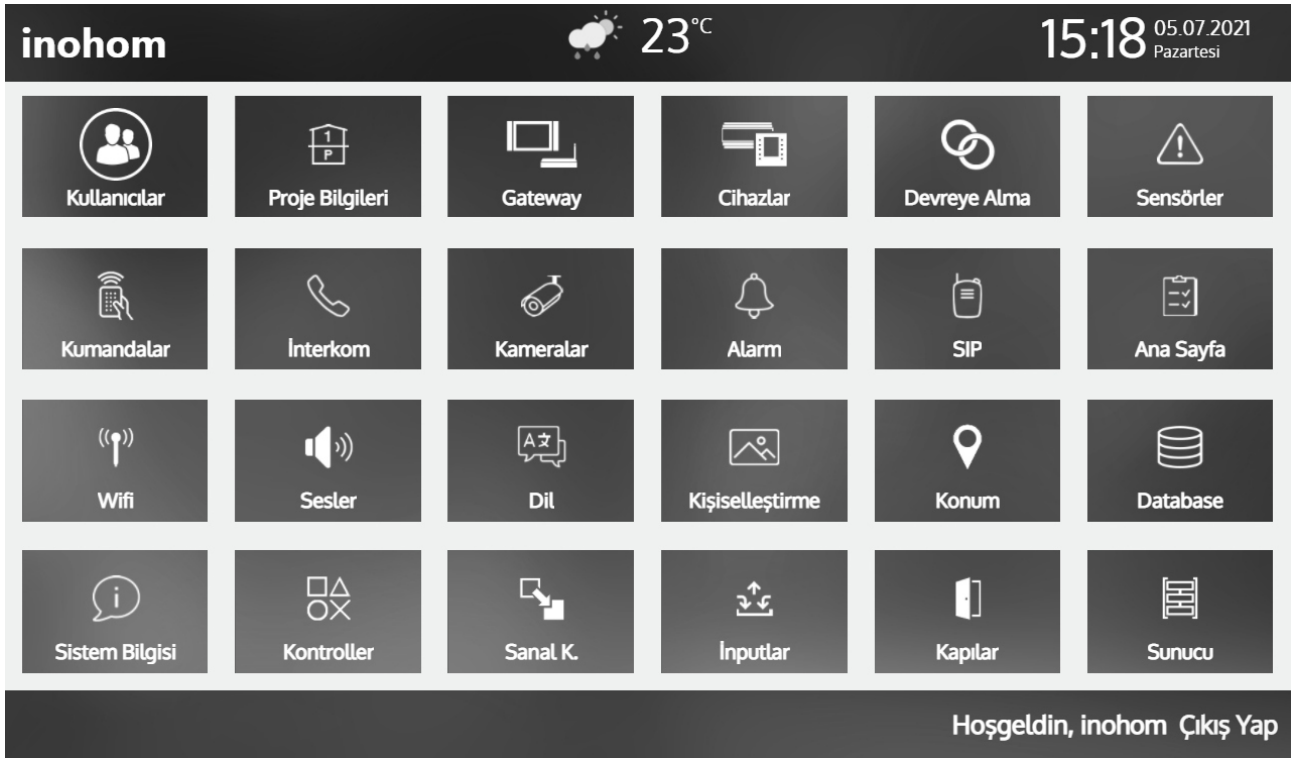 inohom
23°C
15:18
05.07.2021
Pazartesi
Kullanıcılar
1
P
Proje Bilgileri
Gateway
Cihazlar
Devreye Alma
Sensörler
Kumandalar
İnterkom
Kameralar
Alarm
SIP
Ana Sayfa
Wifi
Sesler
A
Dil
Kişiselleştirme
Konum
Database
i
Sistem Bilgisi
Kontroller
Sanal K.
İnputlar
Kapılar
Sunucu
Hoşgeldin, inohom Çıkış Yap